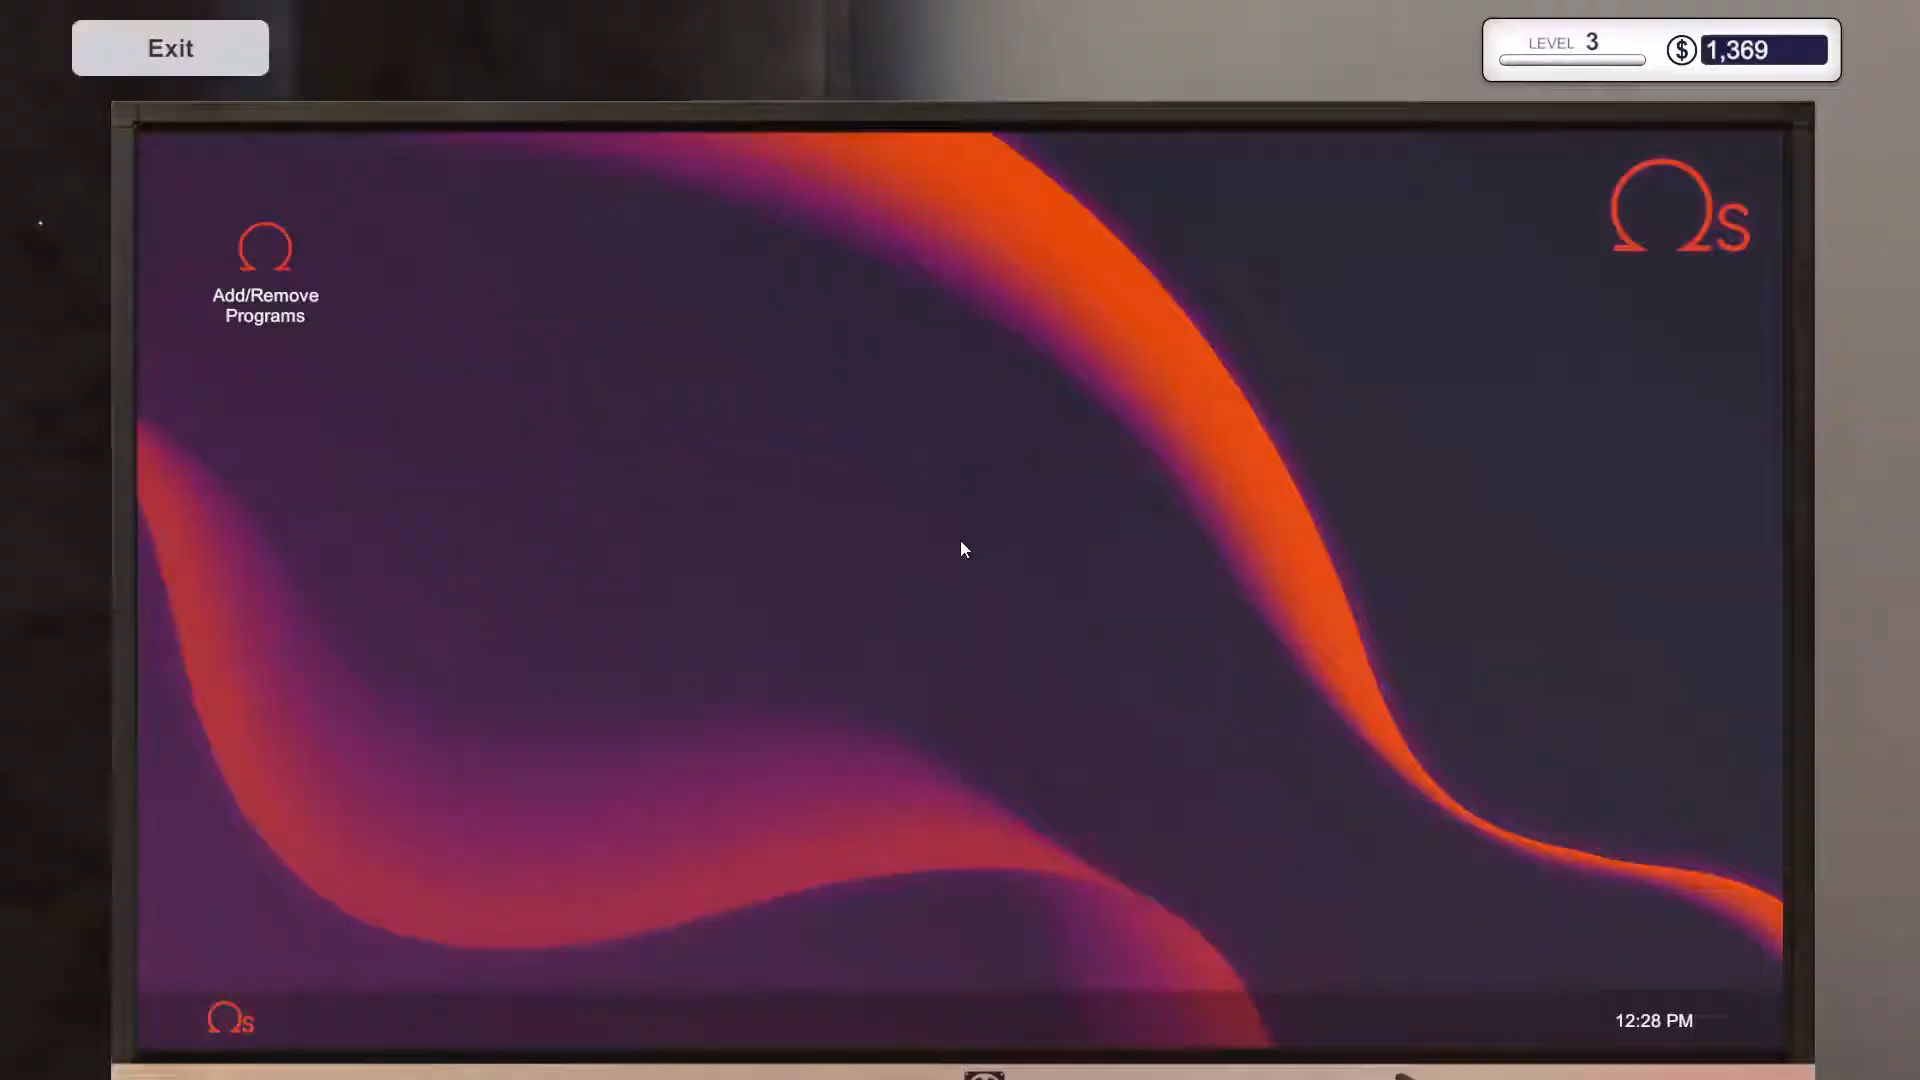 Exit
LEVEL 3
$ 1,369
Ωs
Add/Remove
Programs
Ωs
12:28 PM